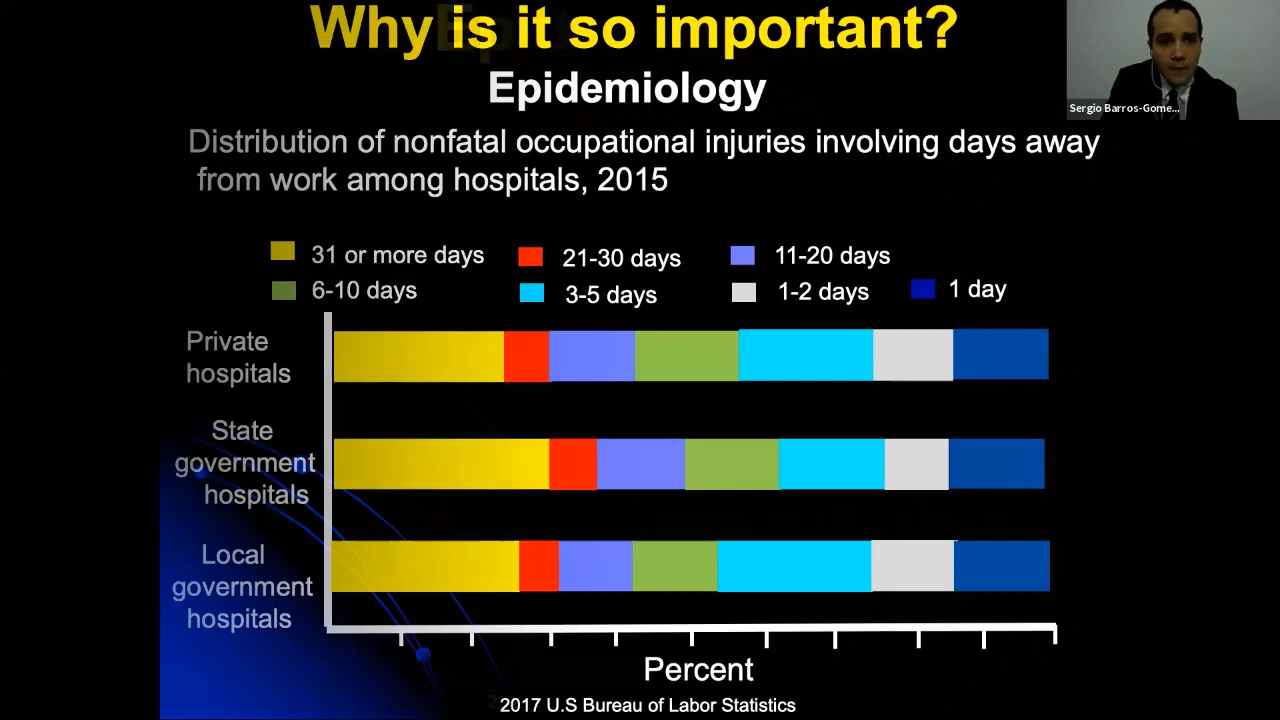 Why is it so important?
Epidemiology
Sergio Barros-Gome...
Distribution of nonfatal occupational injuries involving days away
from work among hospitals, 2015
31 or more days
21-30 days
11-20 days
6-10 days
3-5 days
1-2 days
1 day
Private
hospitals
State
government
hospitals
Local
government
hospitals
Percent
2017 U.S Bureau of Labor Statistics